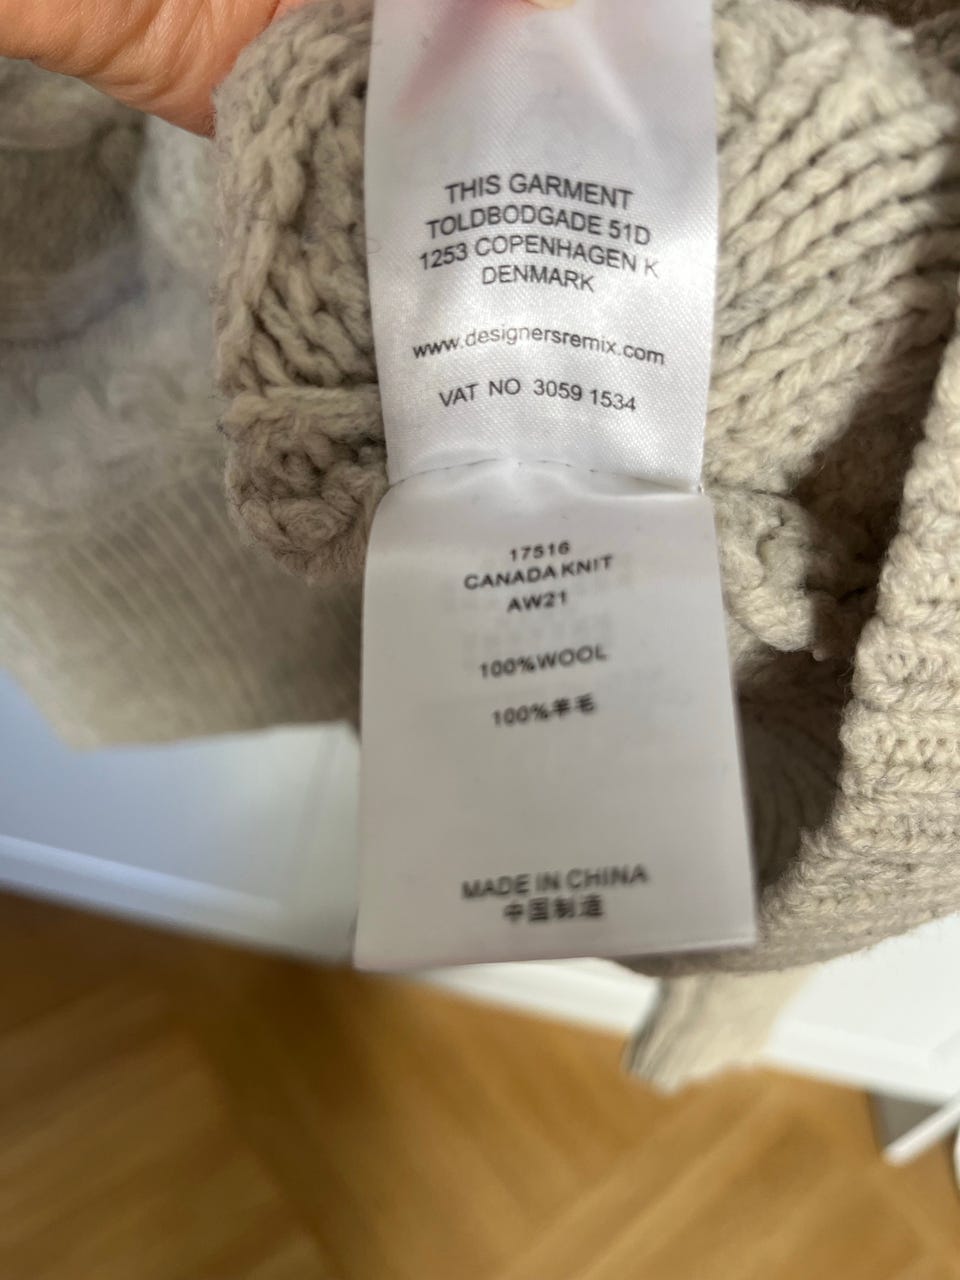 THIS GARMENT
TOLDBODGADE 51D
1253 COPENHAGEN K
DENMARK
www.designersremix.com
VAT NO 3059 1534
17516
CANADA KNIT
AW21
100%WOOL
100%羊毛
MADE IN CHINA
中国制造